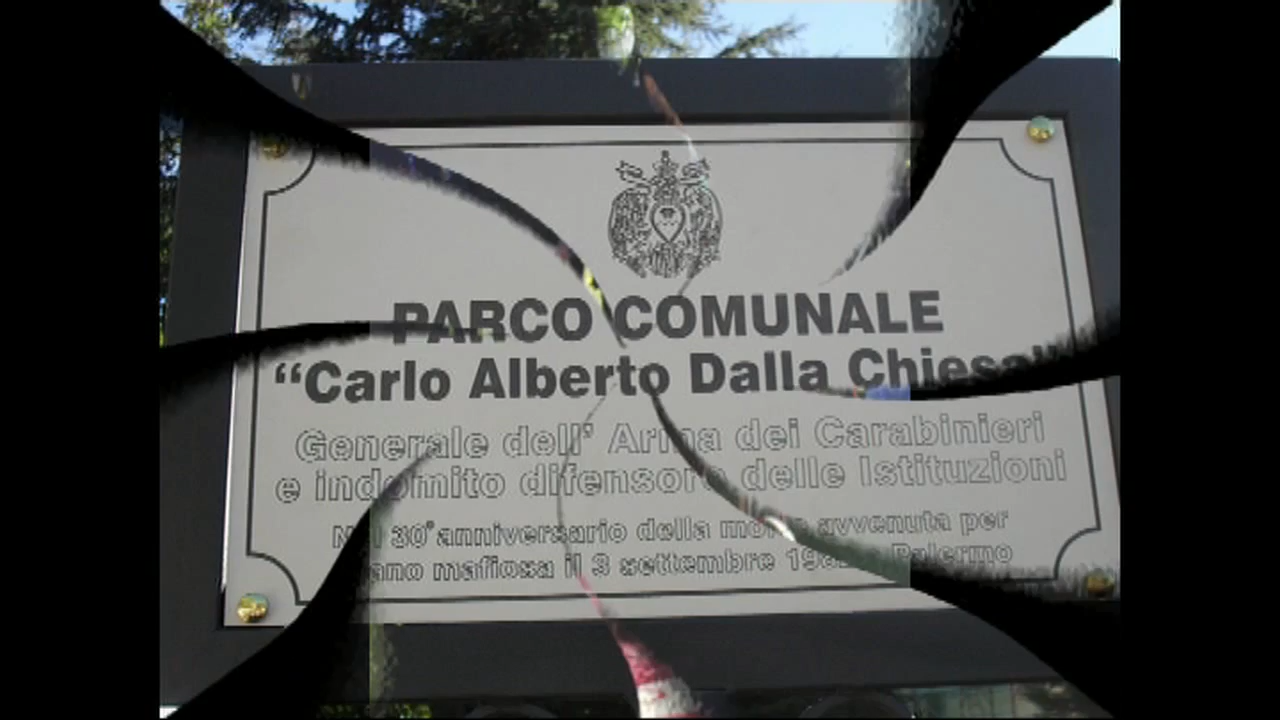 PARCO COMUNALE
“Carlo Alberto Dalla Chiesa”
Generale dell' Arma dei Carabinieri
e indomito difensore delle Istituzioni
30° anniversario della morte avvenuta per
mafiosa il 3 settembre Palermo